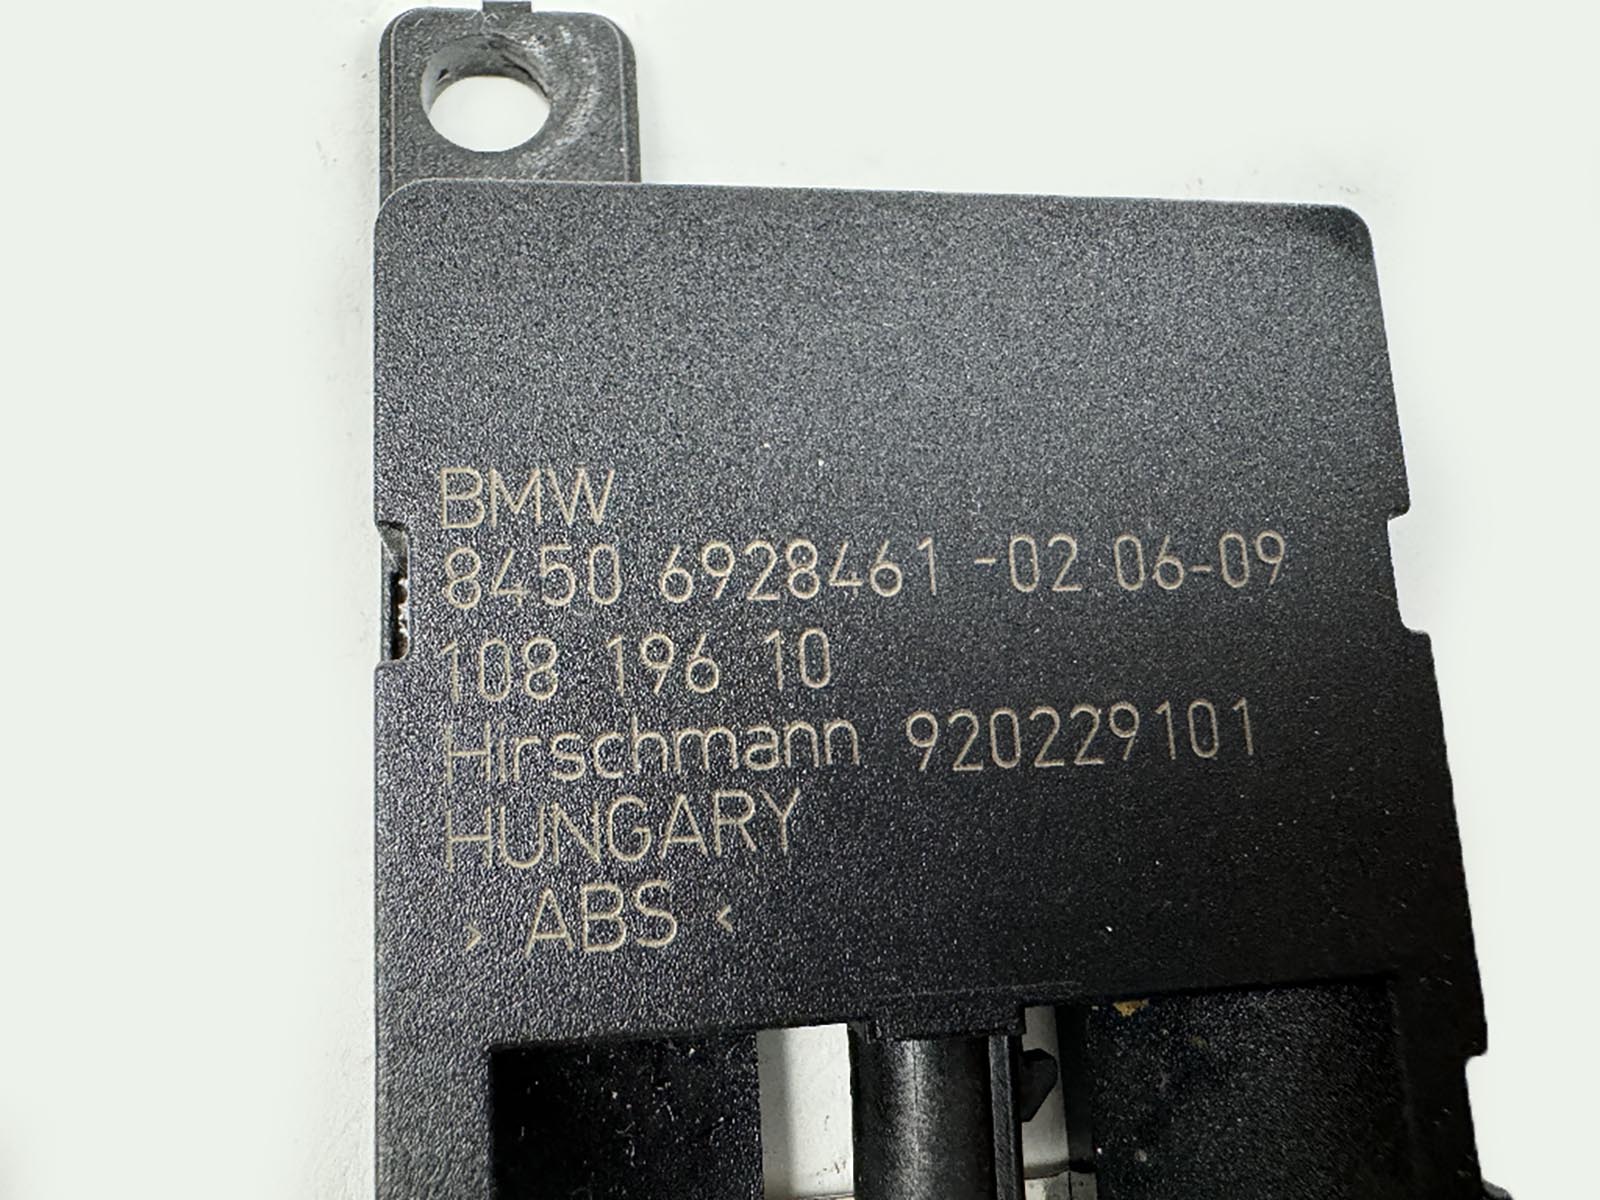 BMW
8450 6928461 -02 06-09
108 196 10
Hirschmann 920229101
HUNGARY
> ABS <